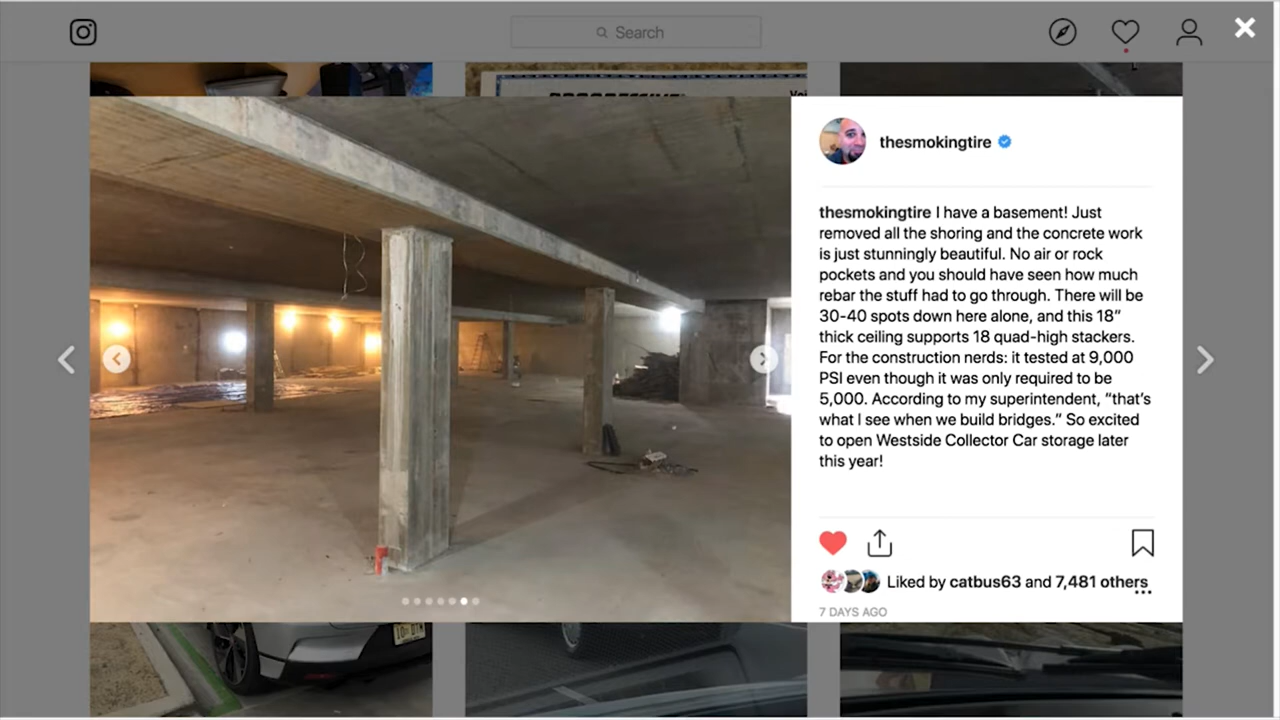 Search
thesmokingtire
thesmokingtire I have a basement! Just
removed all the shoring and the concrete work
is just stunningly beautiful. No air or rock
pockets and you should have seen how much
rebar the stuff had to go through. There will be
30-40 spots down here alone, and this 18”
thick ceiling supports 18 quad-high stackers.
For the construction nerds: it tested at 9,000
PSI even though it was only required to be
5,000. According to my superintendent, “that’s
what I see when we build bridges.” So excited
to open Westside Collector Car storage later
this year!
Liked by catbus63 and 7,481 others
7 DAYS AGO